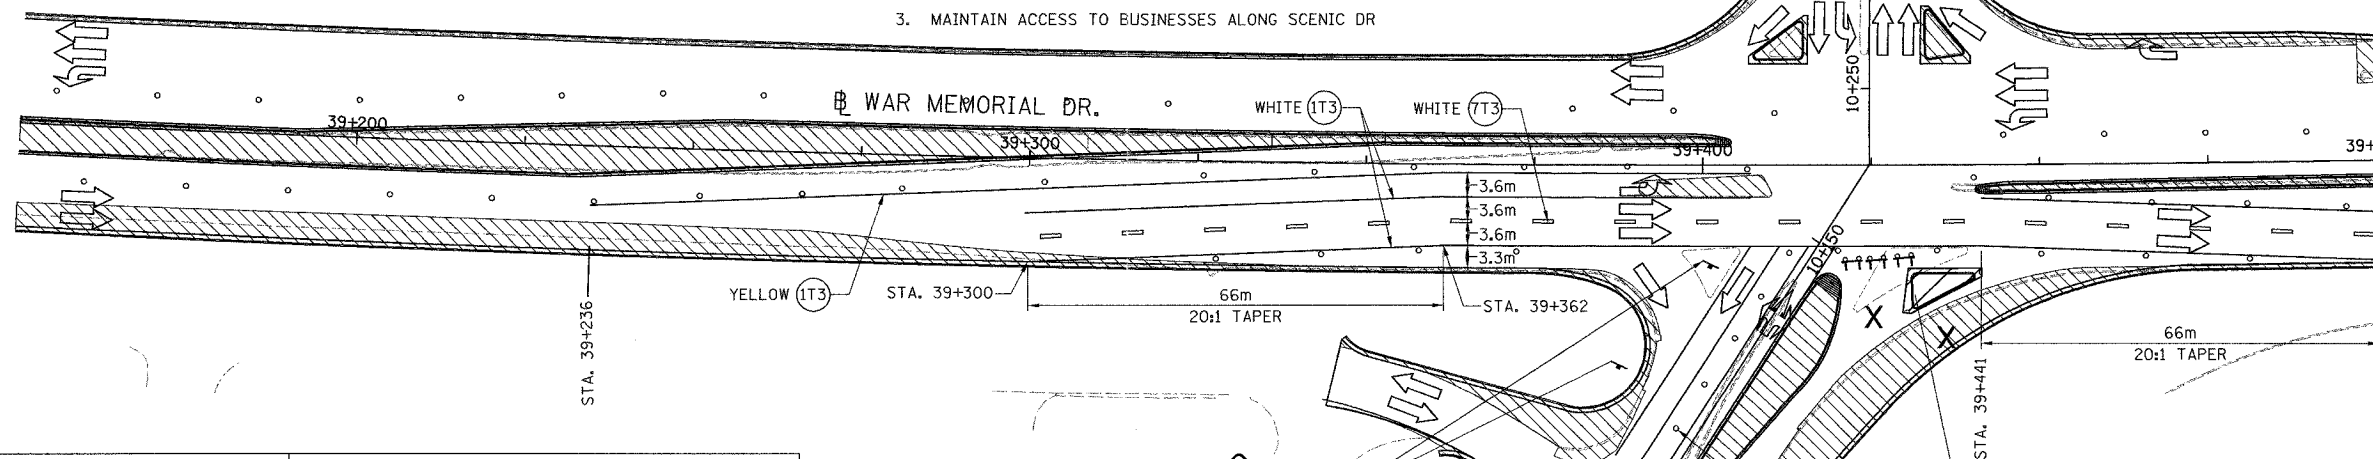 3. MAINTAIN ACCESS TO BUSINESSES ALONG SCENIC DR
10+250
℄ WAR MEMORIAL DR.
WHITE 1T3
WHITE 7T3
39+200
39+300
39+400
39+
3.6m
3.6m
3.6m
3.3m
10+150
YELLOW 1T3
STA. 39+300
66m
20:1 TAPER
STA. 39+362
STA. 39+236
X
X
66m
20:1 TAPER
STA. 39+441